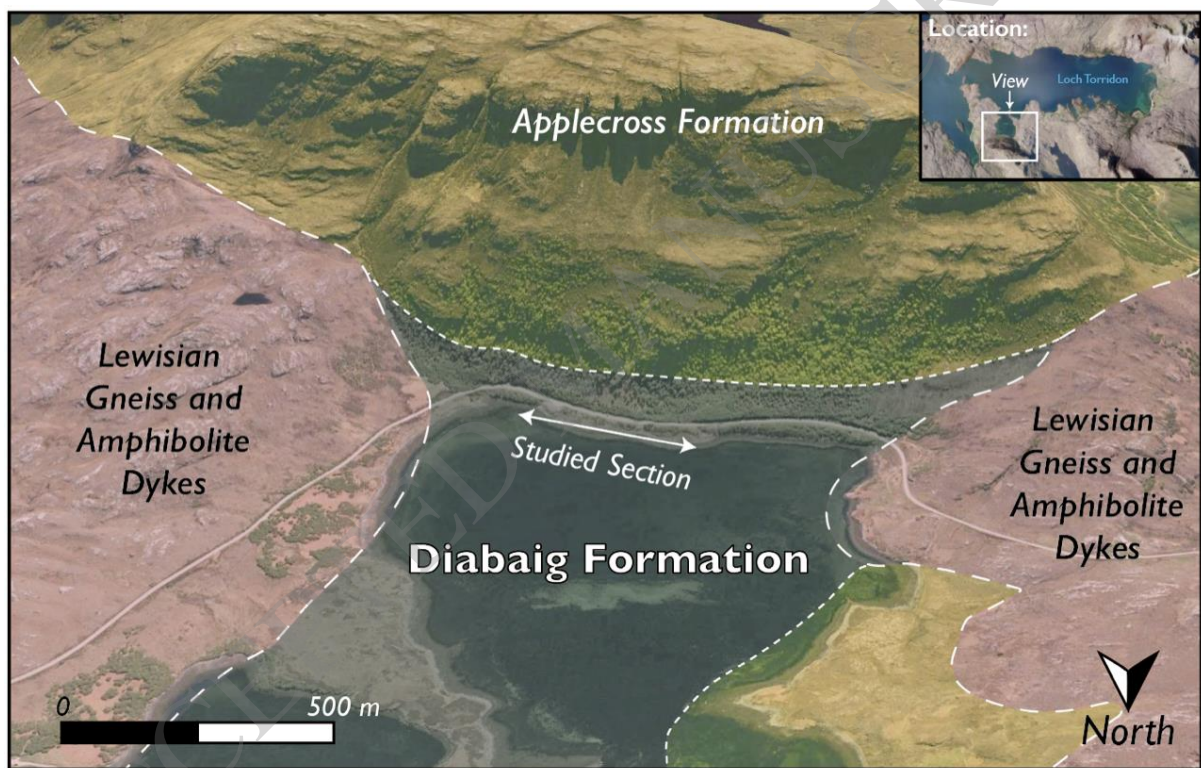 Location:
View
Loch Torridon
Applecross Formation
Lewisian
Gneiss and
Amphibolite
Dykes
Studied Section
Lewisian
Gneiss and
Amphibolite
Dykes
Diabaig Formation
0
500 m
North